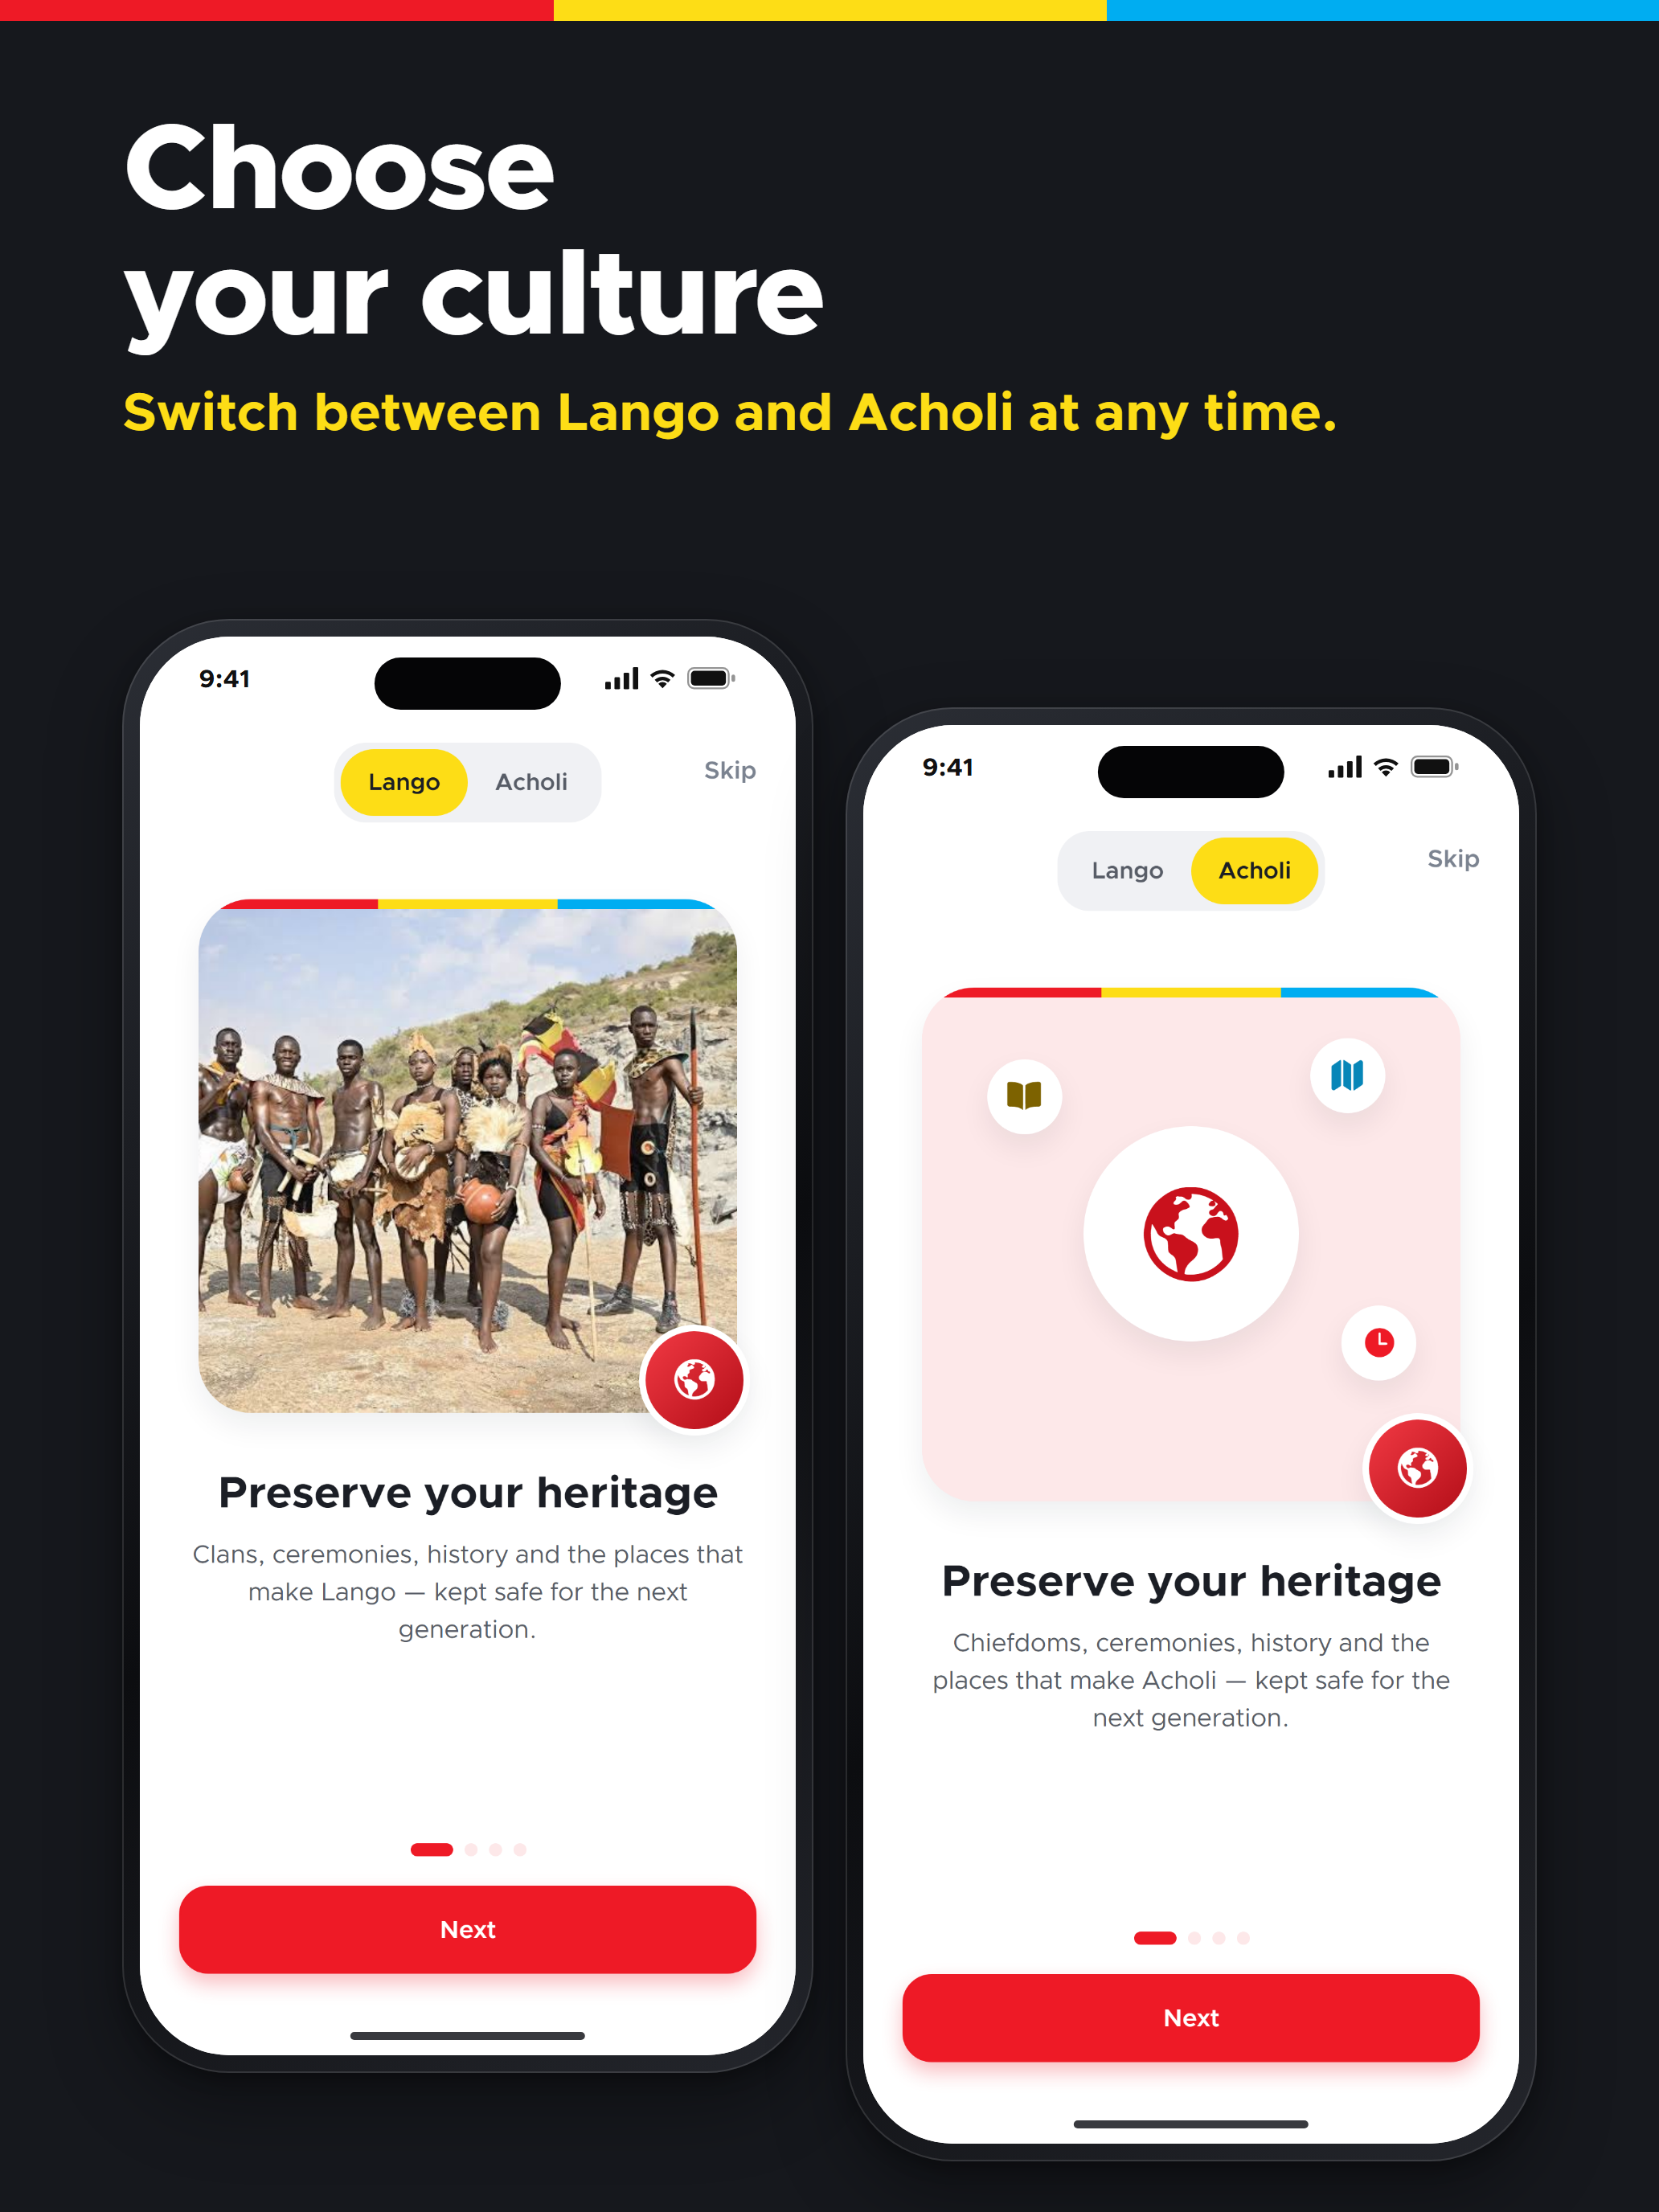 Choose
your culture
Switch between Lango and Acholi at any time.
9:41
Lango
Acholi
Skip
Preserve your heritage
Clans, ceremonies, history and the places that
make Lango — kept safe for the next
generation.
Next
9:41
Lango
Acholi
Skip
Preserve your heritage
Chiefdoms, ceremonies, history and the
places that make Acholi — kept safe for the
next generation.
Next